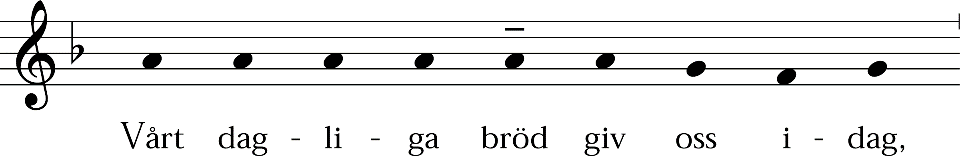 Vårt dag - li - ga bröd giv oss i - dag,